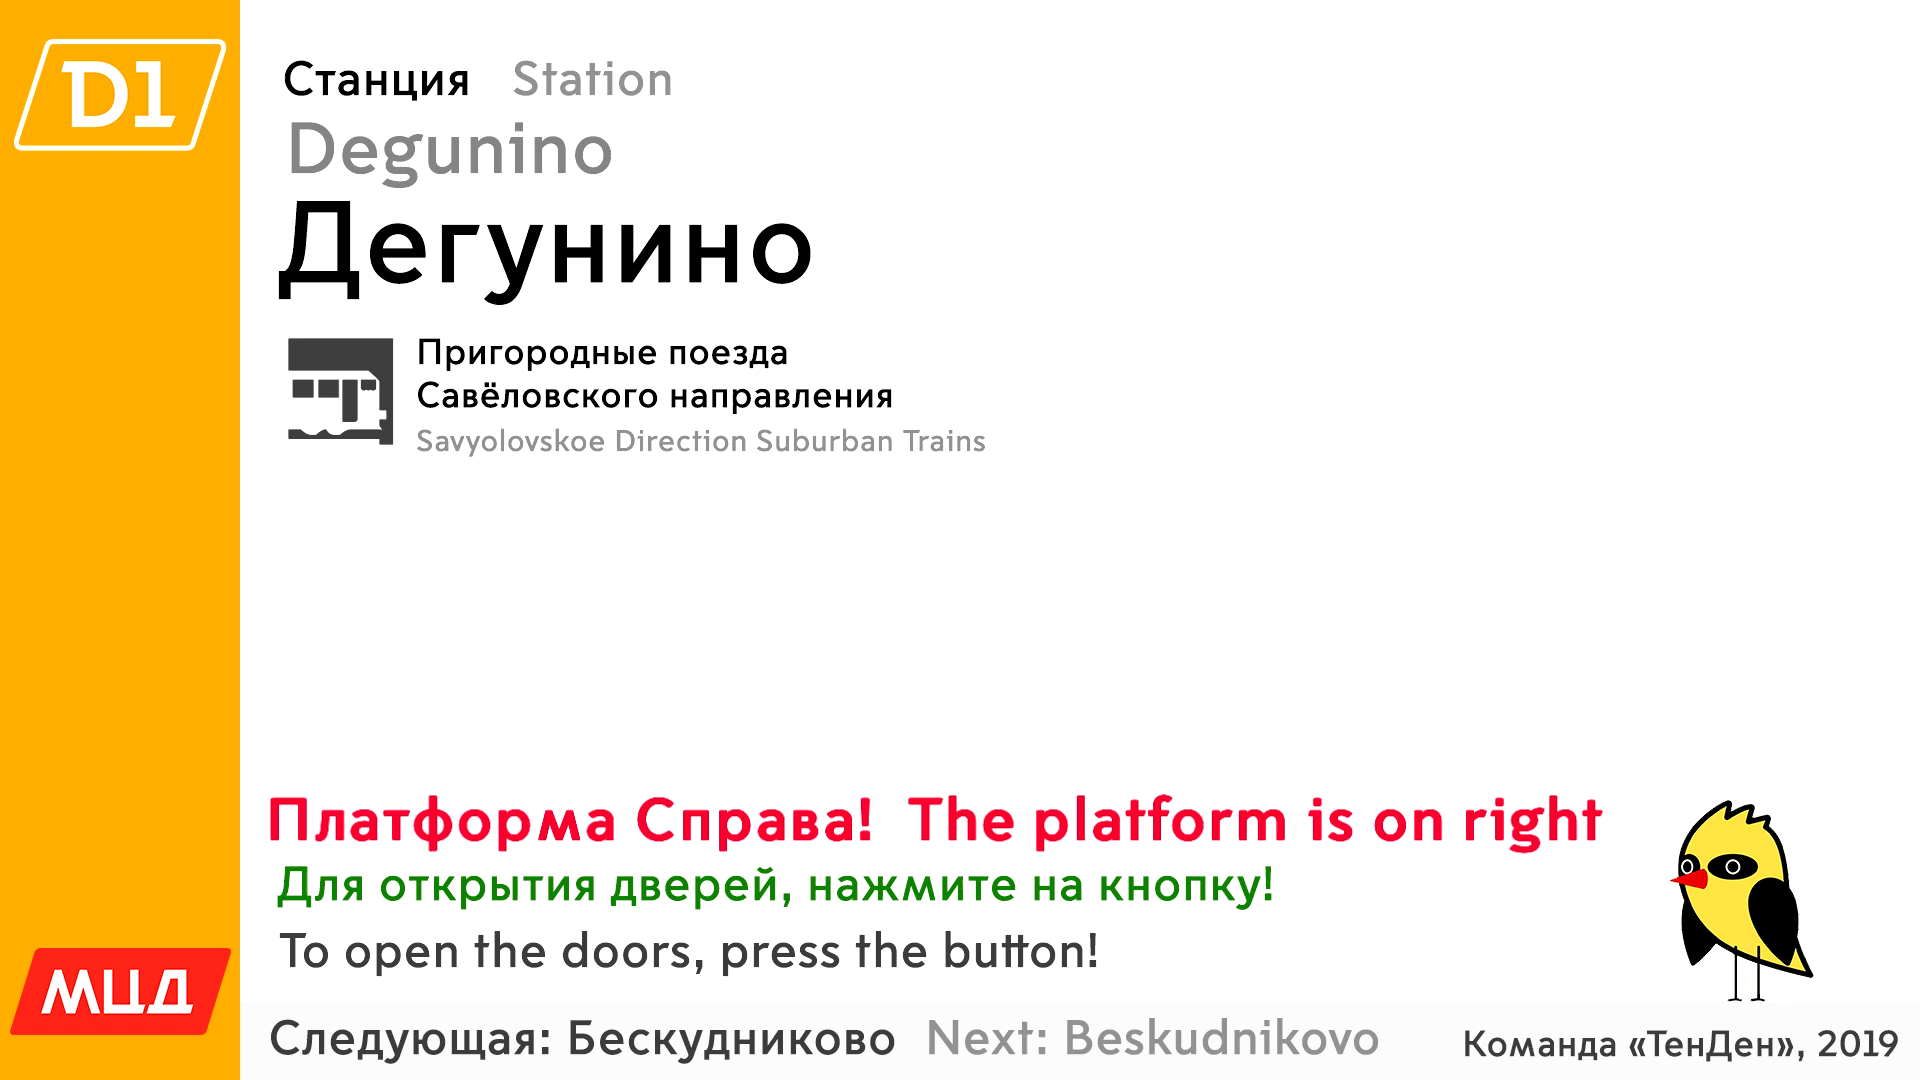 D1
Станция Station
Degunino
Дегунино
Пригородные поезда
Савёловского направления
Savyolovskoe Direction Suburban Trains
Платформа Справа! The platform is on right
Для открытия дверей, нажмите на кнопку!
To open the doors, press the button!
МЦД
Следующая: Бескудниково Next: Beskudnikovo
Команда «ТенДен», 2019